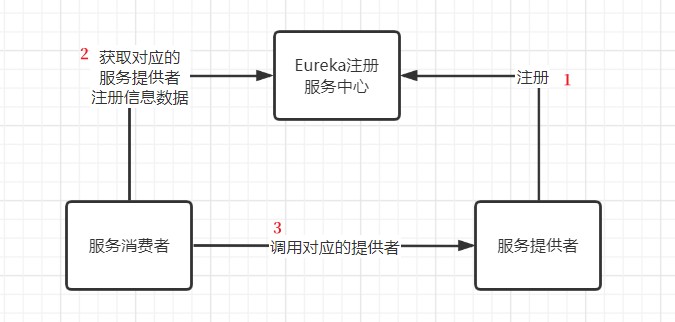 2
获取对应的
服务提供者
注册信息数据
Eureka注册
服务中心
注册
1
服务消费者
3
调用对应的提供者
服务提供者